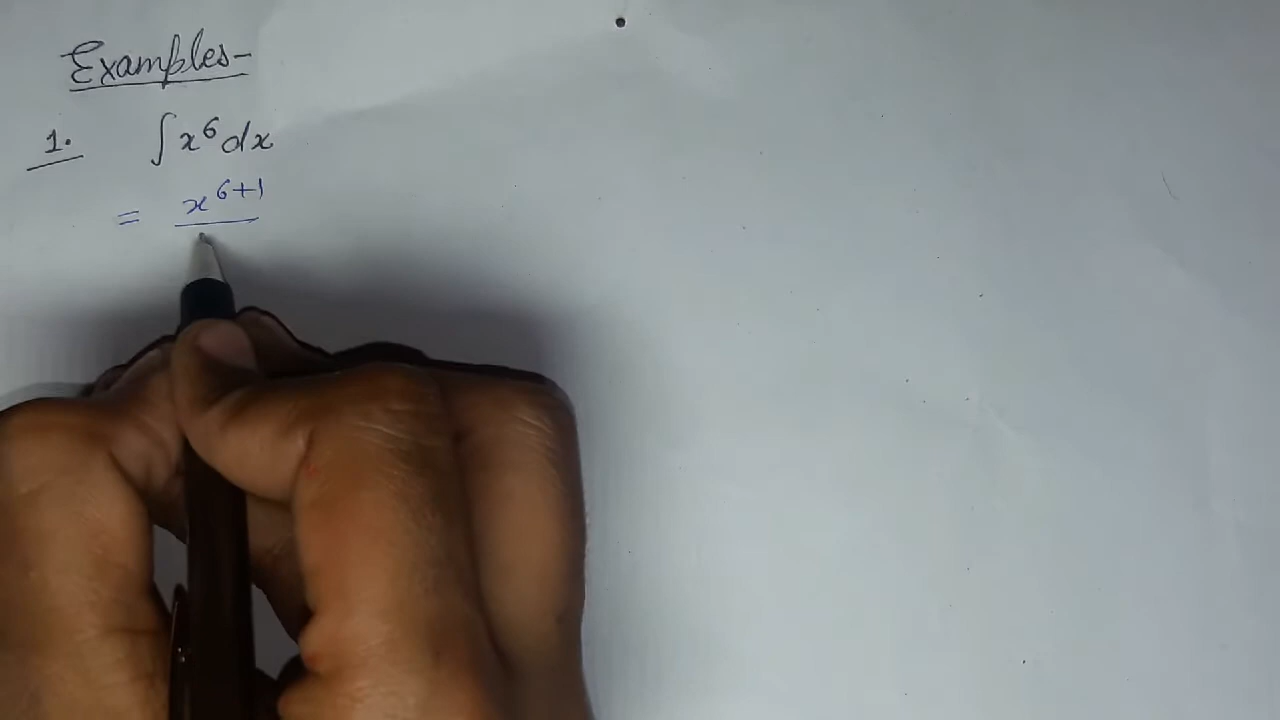 Examples-
1. ∫x⁶dx
= x⁶⁺¹